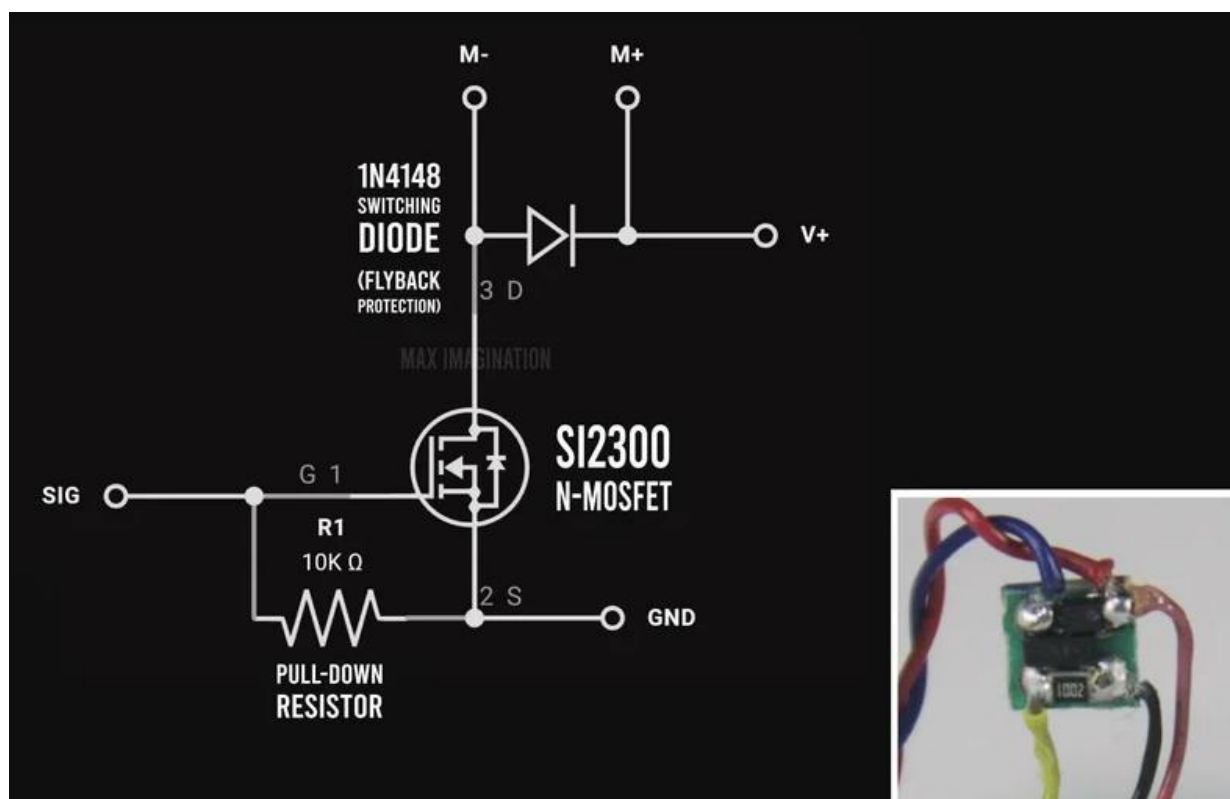 M-
M+
1N4148
SWITCHING
DIODE
(FLYBACK
PROTECTION)
V+
3 D
MAX IMAGINATION
SI2300
N-MOSFET
G 1
SIG
R1
10K Ω
2 S
GND
PULL-DOWN
RESISTOR
1002